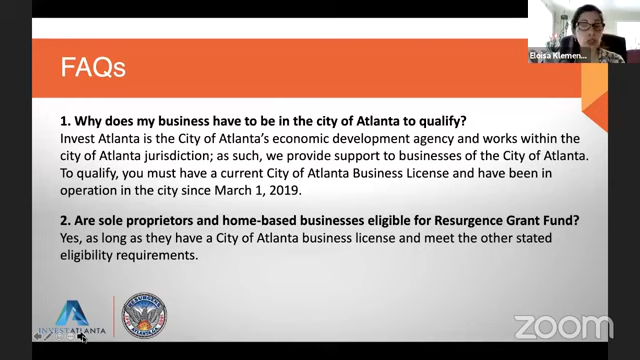 Eloisa Klemen...
FAQs
1. Why does my business have to be in the city of Atlanta to qualify?
Invest Atlanta is the City of Atlanta's economic development agency and works within the
city of Atlanta jurisdiction; as such, we provide support to businesses of the City of Atlanta.
To qualify, you must have a current City of Atlanta Business License and have been in
operation in the city since March 1, 2019.
2. Are sole proprietors and home-based businesses eligible for Resurgence Grant Fund?
Yes, as long as they have a City of Atlanta business license and meet the other stated
eligibility requirements.
INVEST ATLANTA
zoom